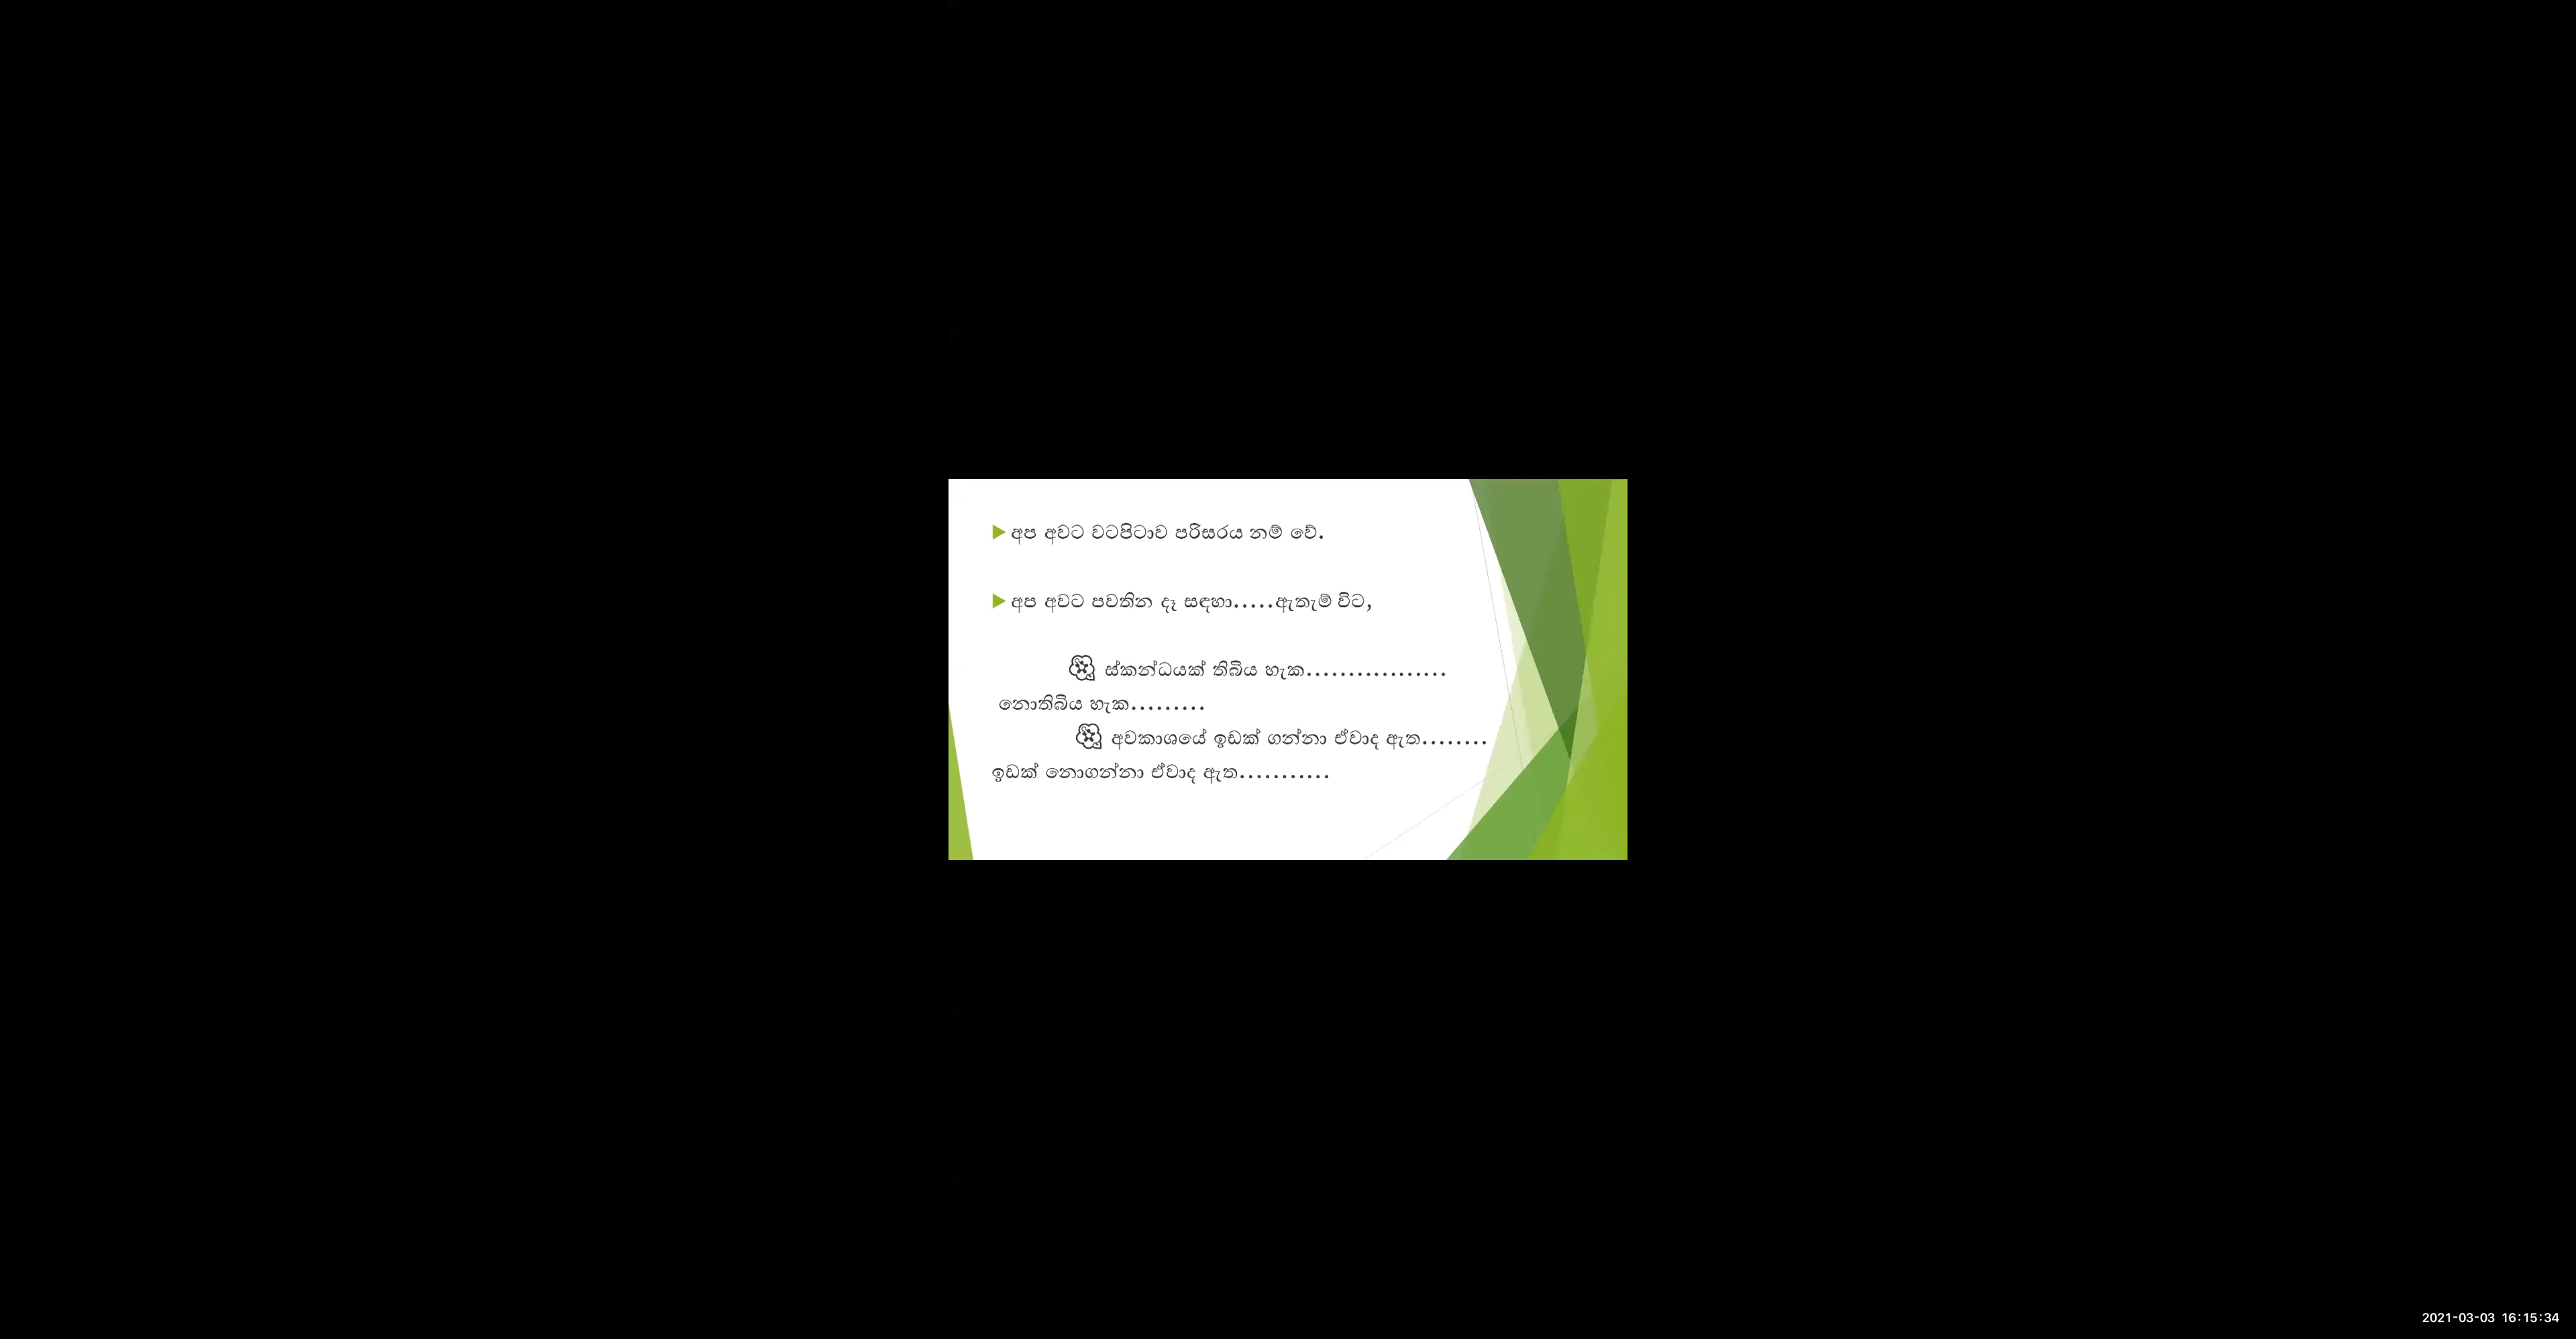 අප අවට වටපිටාව පරිසරය නම් වේ.
අප අවට පවතින දෑ සඳහා.....ඇතැම් විට,
ස්කන්ධයක් තිබිය හැක.................
නොතිබිය හැක.........
අවකාශයේ ඉඩක් ගන්නා ඒවාද ඇත........
ඉඩක් නොගන්නා ඒවාද ඇත...........
2021-03-03 16:15:34